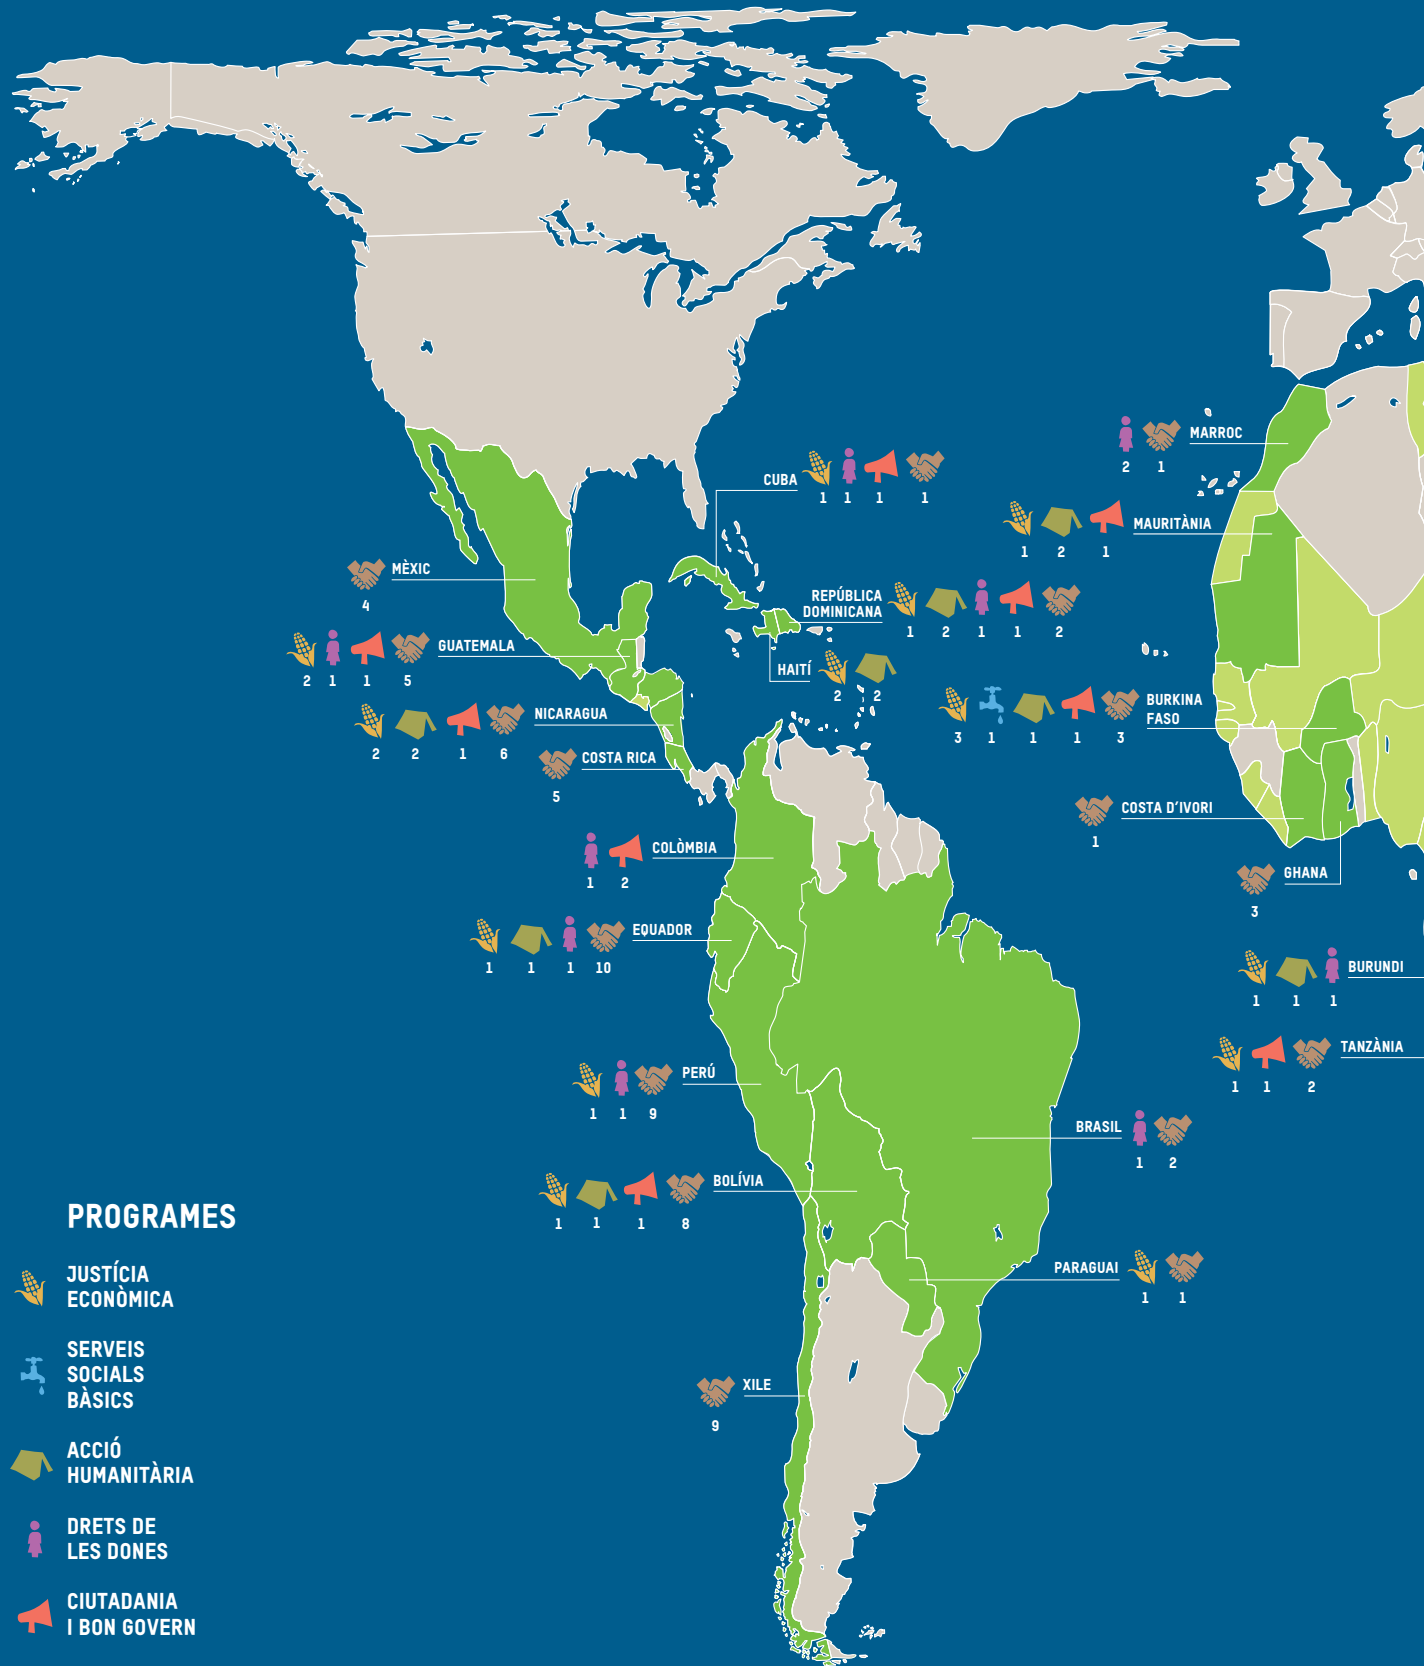 MARROC
2 1
CUBA
1 1 1 1
MAURITÀNIA
1 2 1
MÈXIC
4
REPÚBLICA
DOMINICANA
1 2 1 1 2
GUATEMALA
2 1 1 5
HAITÍ
2 2
BURKINA
FASO
3 1 1 1 3
NICARAGUA
2 2 1 6
COSTA RICA
5
COSTA D'IVORI
1
COLÒMBIA
1 2
GHANA
3
EQUADOR
1 1 1 10
BURUNDI
1 1 1
TANZÀNIA
1 1 2
PERÚ
1 1 9
BRASIL
1 2
BOLÍVIA
1 1 1 8
PARAGUAI
1 1
XILE
9
PROGRAMES
JUSTÍCIA
ECONÒMICA
SERVEIS
SOCIALS
BÀSICS
ACCIÓ
HUMANITÀRIA
DRETS DE
LES DONES
CIUTADANIA
I BON GOVERN